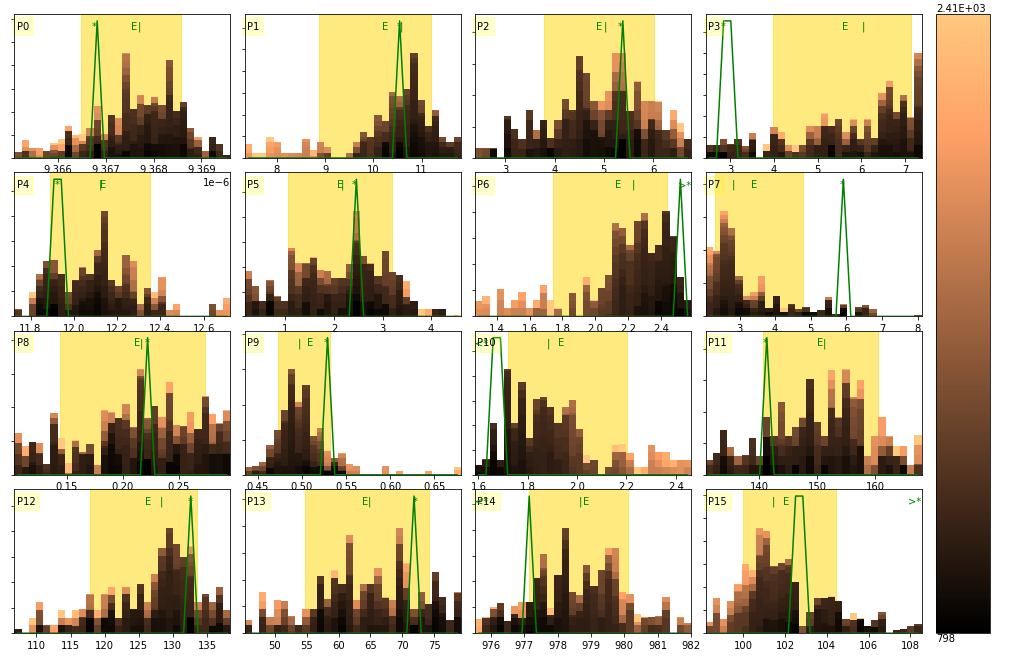 2.41E+03
P0 * E |
P1 E *|
P2 E | *
P3 * E |
9.366 9.367 9.368 9.369
8 9 10 11
3 4 5 6
3 4 5 6 7
1e-6
P4 * |E
P5 E| *
P6 E | >*
P7 | E *
11.8 12.0 12.2 12.4 12.6
1 2 3 4
1.4 1.6 1.8 2.0 2.2 2.4
3 4 5 6 7 8
P8 E|*
P9 | E *
P10 | E
P11 * E|
0.15 0.20 0.25
0.45 0.50 0.55 0.60 0.65
1.6 1.8 2.0 2.2 2.4
140 150 160
P12 E | *
P13 E| *
P14 |E
P15 | E >*
110 115 120 125 130 135
50 55 60 65 70 75
976 977 978 979 980 981 982
100 102 104 106 108
798